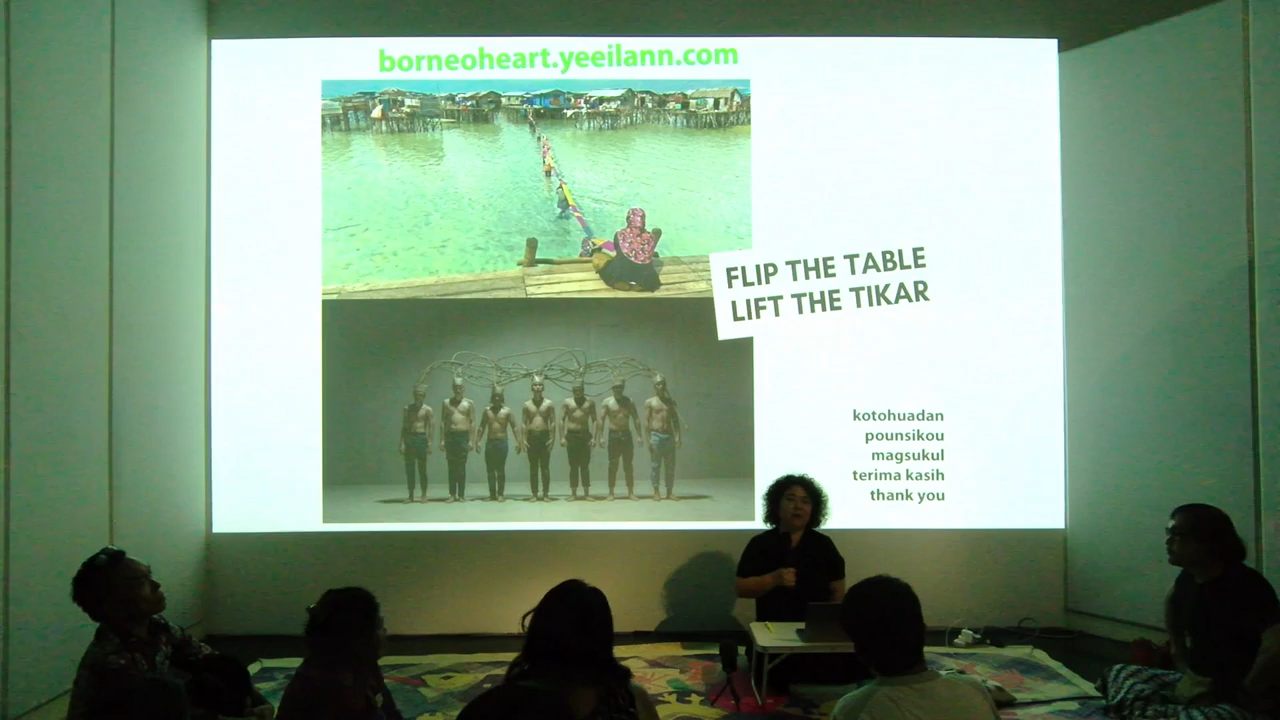 borneoheart.yeeilann.com
FLIP THE TABLE
LIFT THE TIKAR
kotohuadan
pounsikou
magsukul
terima kasih
thank you